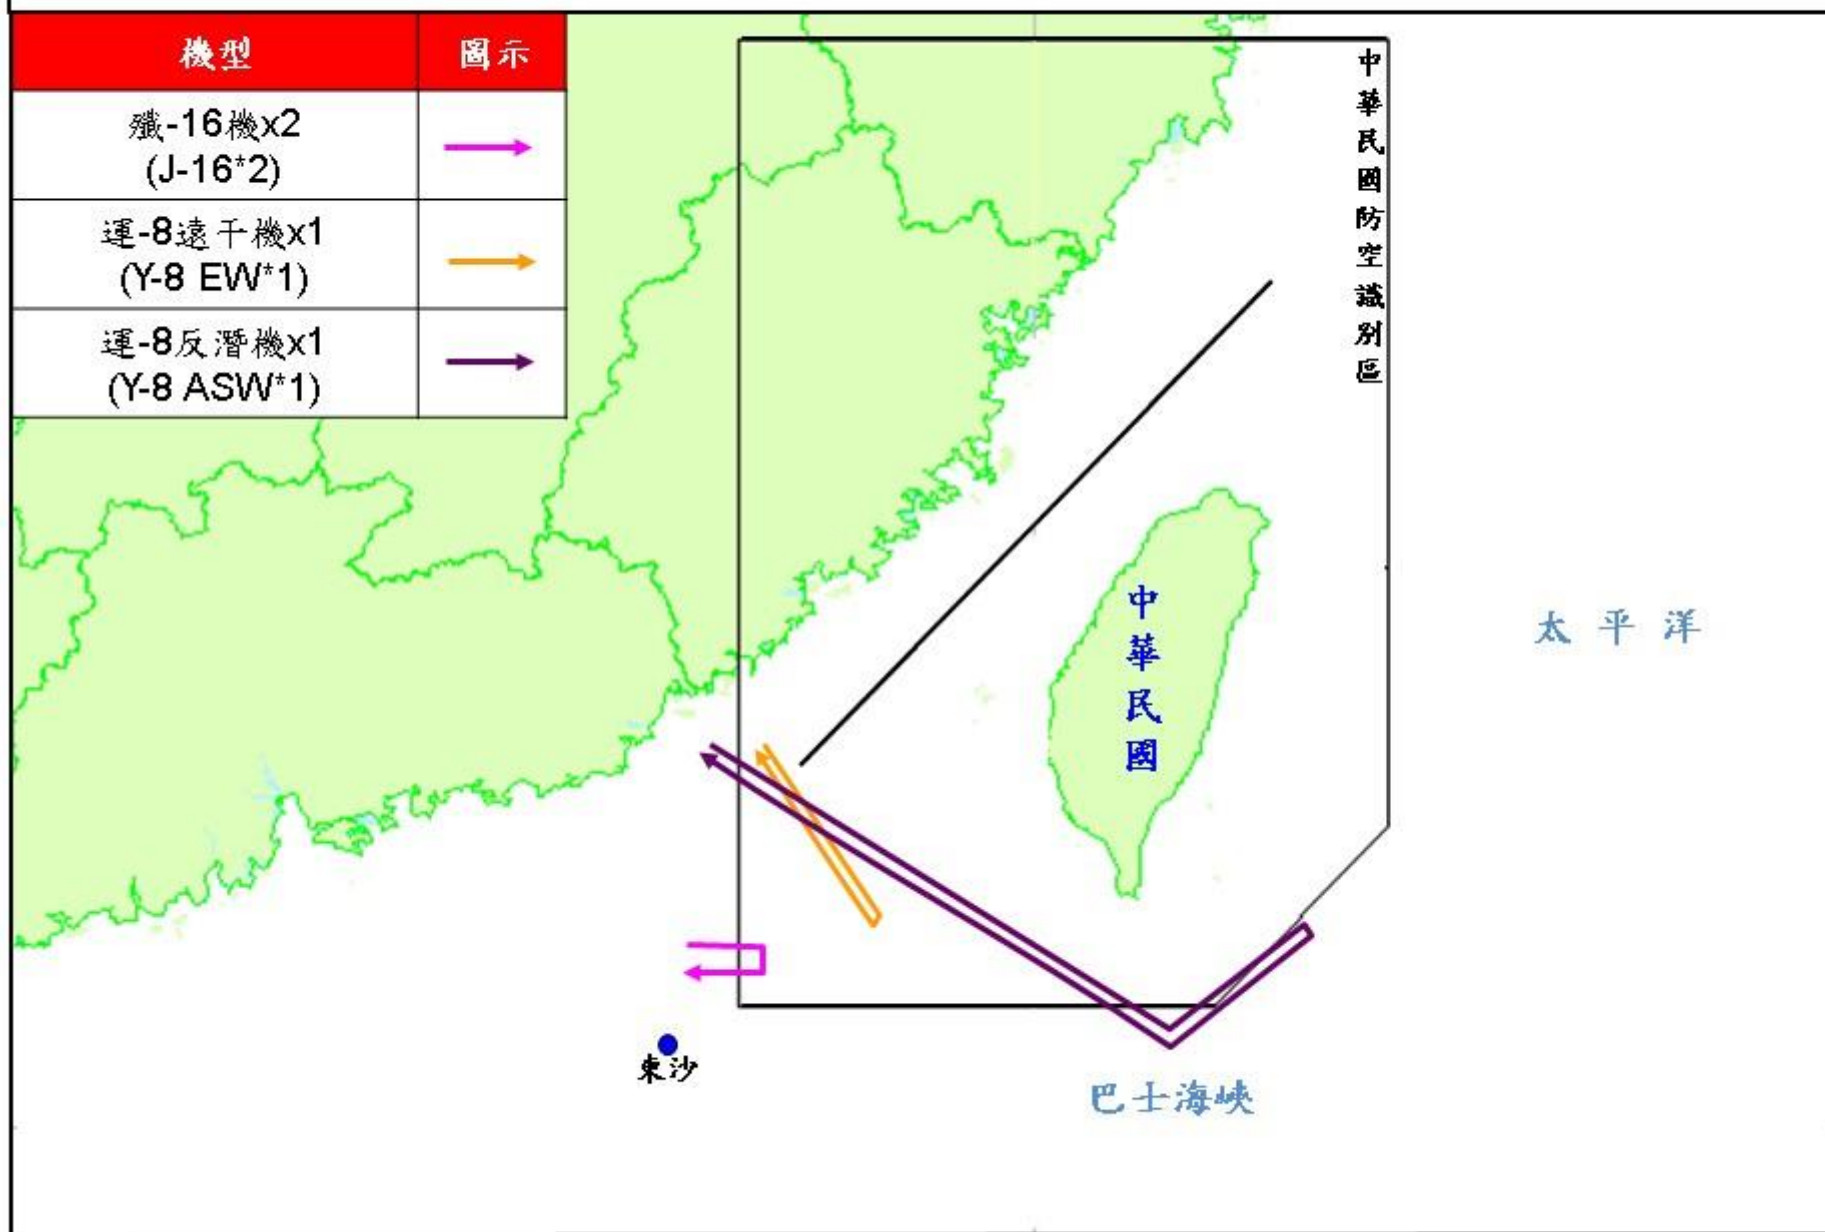 機型 圖示
殲-16機x2
(J-16*2)
運-8遠干機x1
(Y-8 EW*1)
運-8反潛機x1
(Y-8 ASW*1)
中華民國防空識別區
中華民國
太平洋
東沙
巴士海峽